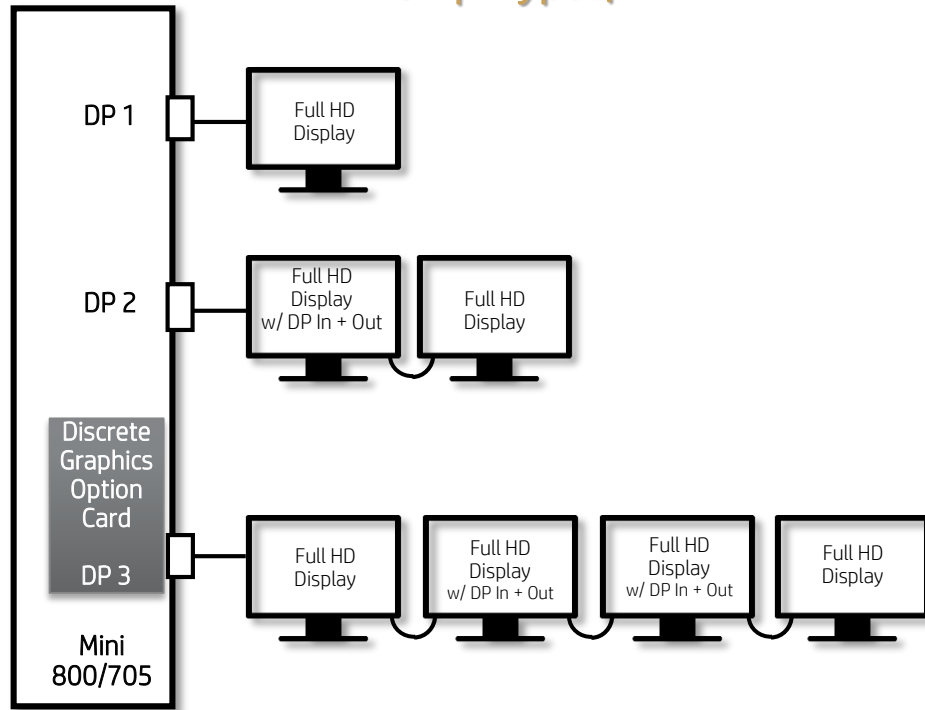 DP 1
Full HD
Display
DP 2
Full HD
Display
w/ DP In + Out
Full HD
Display
Discrete
Graphics
Option
Card
DP 3
Full HD
Display
Full HD
Display
w/ DP In + Out
Full HD
Display
w/ DP In + Out
Full HD
Display
Mini
800/705